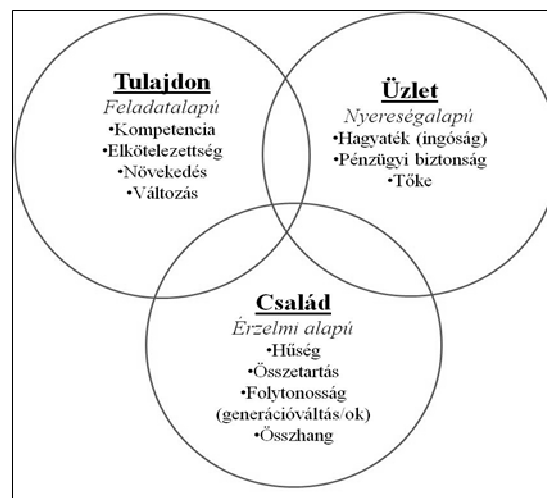 Tulajdon
Feladatalapú
•Kompetencia
•Elkötelezettség
•Növekedés
•Változás
Üzlet
Nyereségalapú
•Hagyaték (ingóság)
•Pénzügyi biztonság
•Tőke
Család
Érzelmi alapú
•Hűség
•Összetartás
•Folytonosság
(generációváltás/ok)
•Összhang